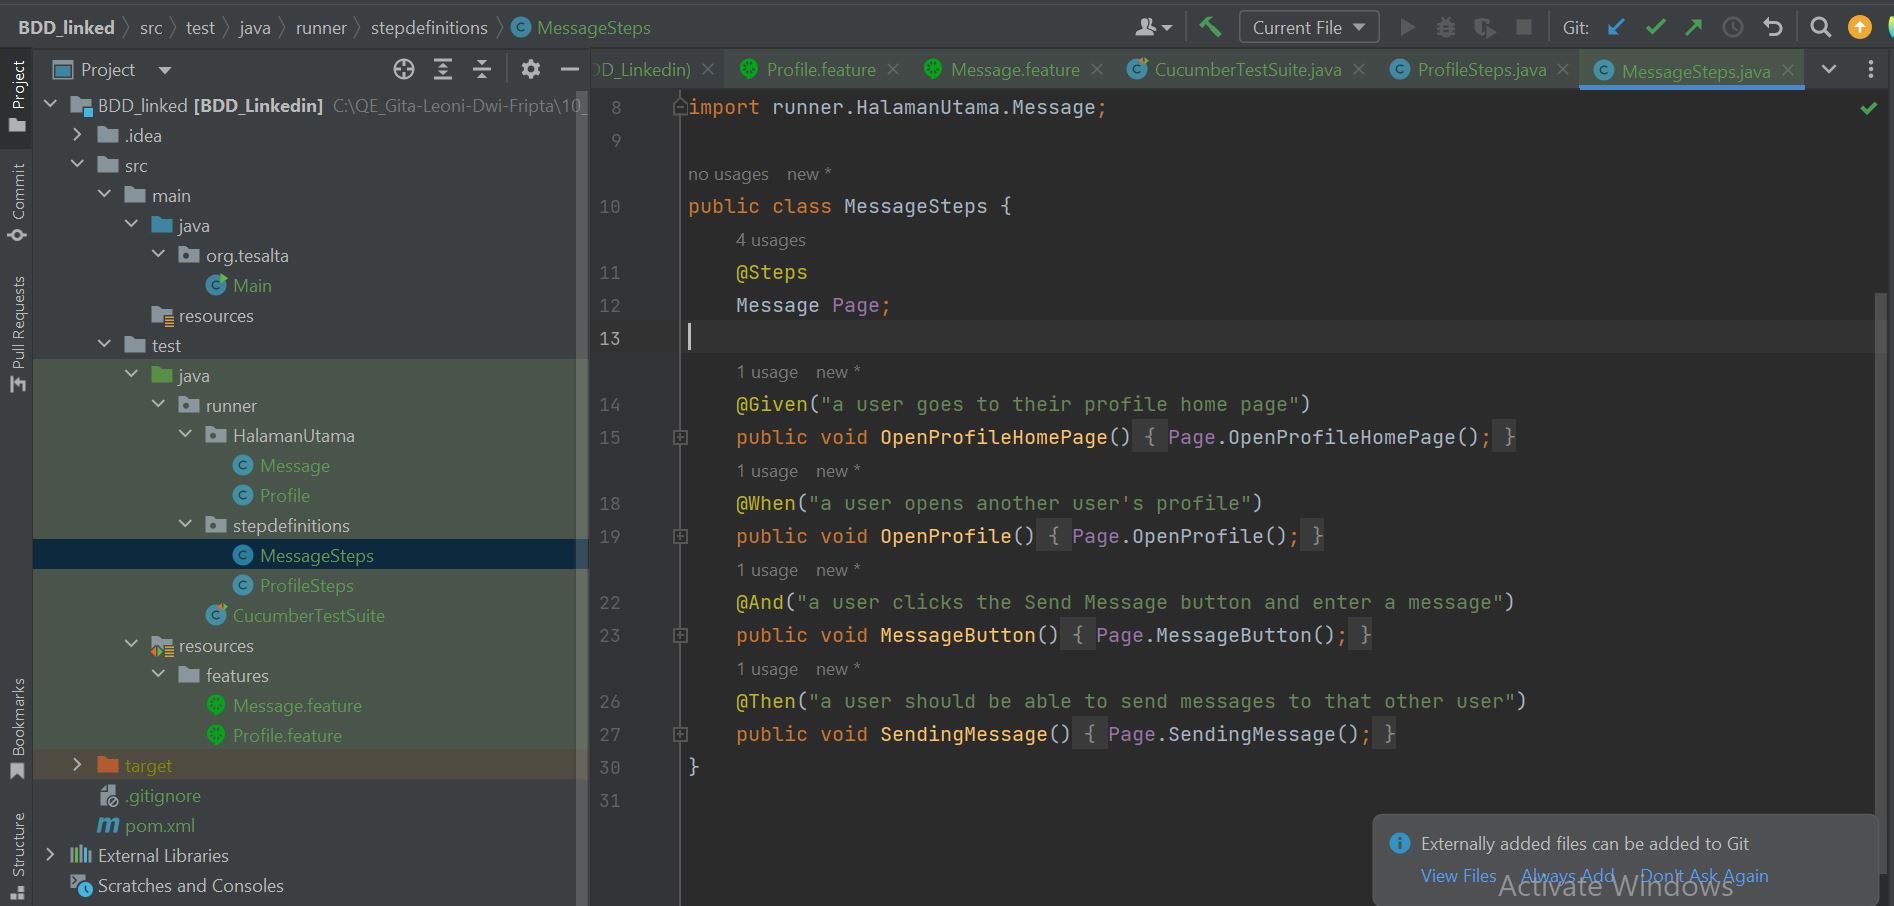 BDD_linked src test java runner stepdefinitions MessageSteps
Current File
Git:
Project
Commit
Pull Requests
Bookmarks
Structure
Project
BDD_linked [BDD_Linkedin] C:\QE_Gita-Leoni-Dwi-Fripta\10_
.idea
src
main
java
org.tesalta
Main
resources
test
java
runner
HalamanUtama
Message
Profile
stepdefinitions
MessageSteps
ProfileSteps
CucumberTestSuite
resources
features
Message.feature
Profile.feature
target
.gitignore
pom.xml
External Libraries
Scratches and Consoles
DD_Linkedin) Profile.feature Message.feature CucumberTestSuite.java ProfileSteps.java MessageSteps.java
8 import runner.HalamanUtama.Message;
9
no usages new *
10 public class MessageSteps {
4 usages
11 @Steps
12 Message Page;
13
1 usage new *
14 @Given("a user goes to their profile home page")
15 public void OpenProfileHomePage() { Page.OpenProfileHomePage(); }
1 usage new *
18 @When("a user opens another user's profile")
19 public void OpenProfile() { Page.OpenProfile(); }
1 usage new *
22 @And("a user clicks the Send Message button and enter a message")
23 public void MessageButton() { Page.MessageButton(); }
1 usage new *
26 @Then("a user should be able to send messages to that other user")
27 public void SendingMessage() { Page.SendingMessage(); }
30 }
31
Externally added files can be added to Git
View Files Always Add Don't Ask Again
Activate Windows